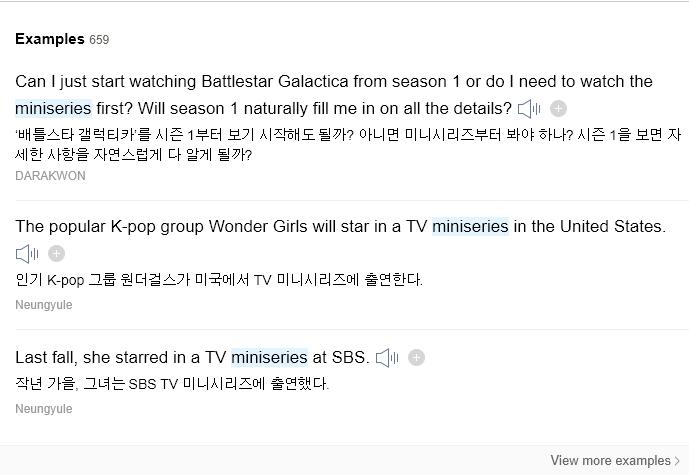 Examples 659
Can I just start watching Battlestar Galactica from season 1 or do I need to watch the
miniseries first? Will season 1 naturally fill me in on all the details?
‘배틀스타 갤럭티카’를 시즌 1부터 보기 시작해도 될까? 아니면 미니시리즈부터 봐야 하나? 시즌 1을 보면 자
세한 사항을 자연스럽게 다 알게 될까?
DARAKWON
The popular K-pop group Wonder Girls will star in a TV miniseries in the United States.
인기 K-pop 그룹 원더걸스가 미국에서 TV 미니시리즈에 출연한다.
Neungyule
Last fall, she starred in a TV miniseries at SBS.
작년 가을, 그녀는 SBS TV 미니시리즈에 출연했다.
Neungyule
View more examples >